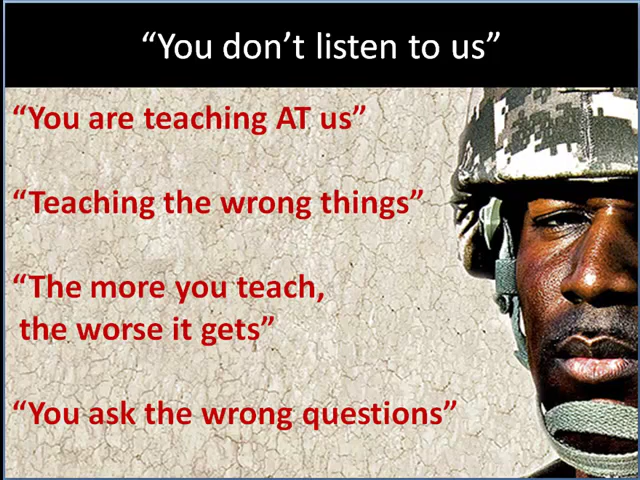 “You don’t listen to us”
“You are teaching AT us”
“Teaching the wrong things”
“The more you teach,
the worse it gets”
“You ask the wrong questions”